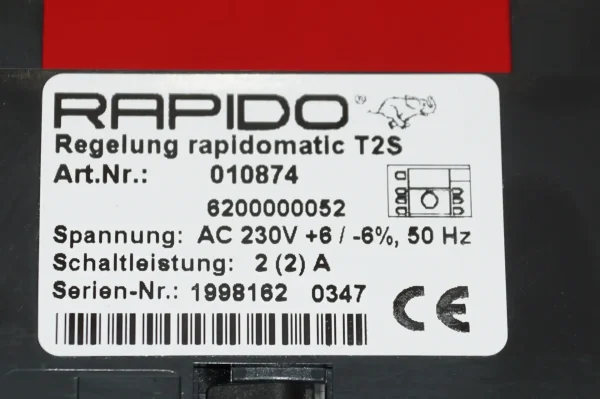 RAPIDO ®
Regelung rapidomatic T2S
Art.Nr.: 010874
6200000052
Spannung: AC 230V +6 / -6%, 50 Hz
Schaltleistung: 2 (2) A
Serien-Nr.: 1998162 0347
CE